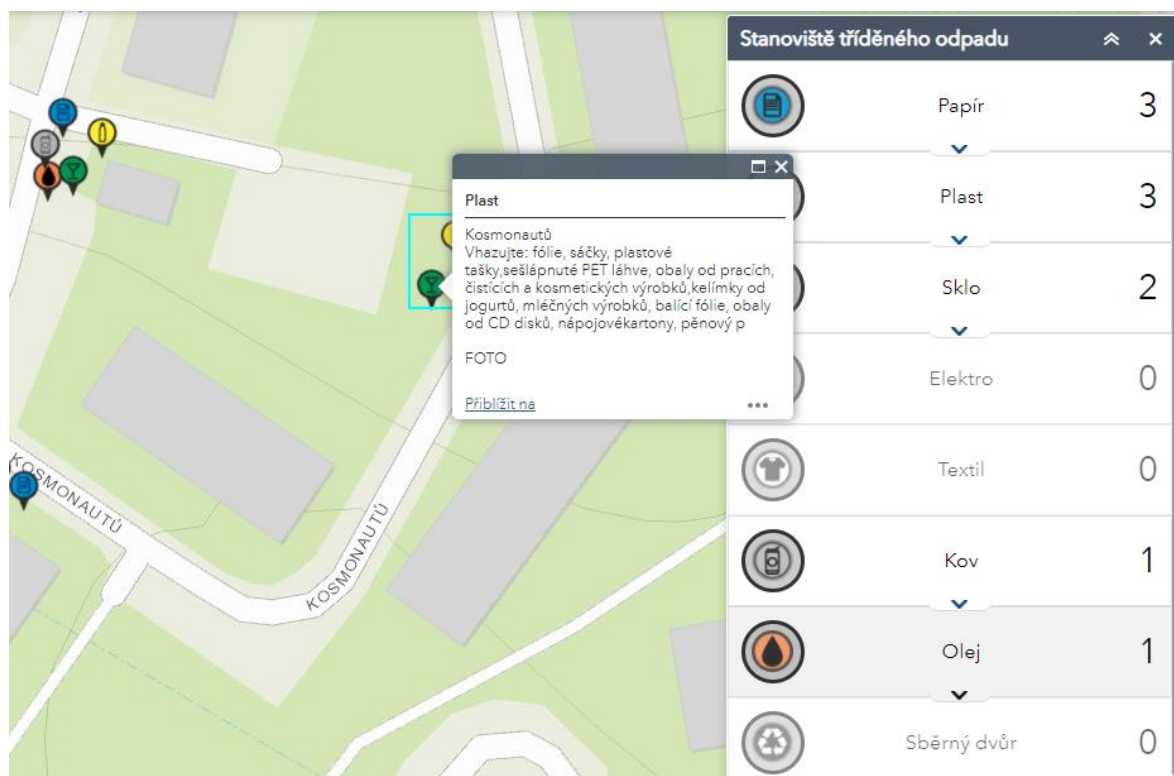 Stanoviště tříděného odpadu
Papír 3
Plast 3
Sklo 2
Elektro 0
Textil 0
Kov 1
Olej 1
Sběrný dvůr 0
Plast
Kosmonautů
Vhazujte: fólie, sáčky, plastové
tašky,sešlápnuté PET láhve, obaly od pracích,
čistících a kosmetických výrobků,kelímky od
jogurtů, mléčných výrobků, balící fólie, obaly
od CD disků, nápojovékartony, pěnový p
FOTO
Přiblížit na
KOSMONAUTŮ
KOSMONAUTŮ